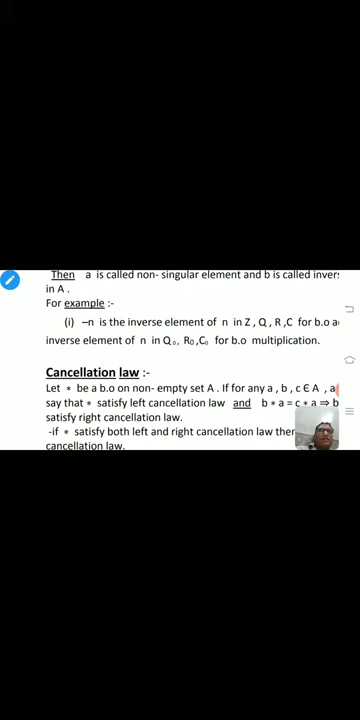 Then a is called non- singular element and b is called invers
in A .
For example :-
(i) –n is the inverse element of n in Z , Q , R ,C for b.o a
inverse element of n in Q₀, R₀ ,C₀ for b.o multiplication.
Cancellation law :-
Let * be a b.o on non- empty set A . If for any a , b , c Є A , a
say that * satisfy left cancellation law and b * a = c * a ⇒ b
satisfy right cancellation law.
-if * satisfy both left and right cancellation law then
cancellation law.